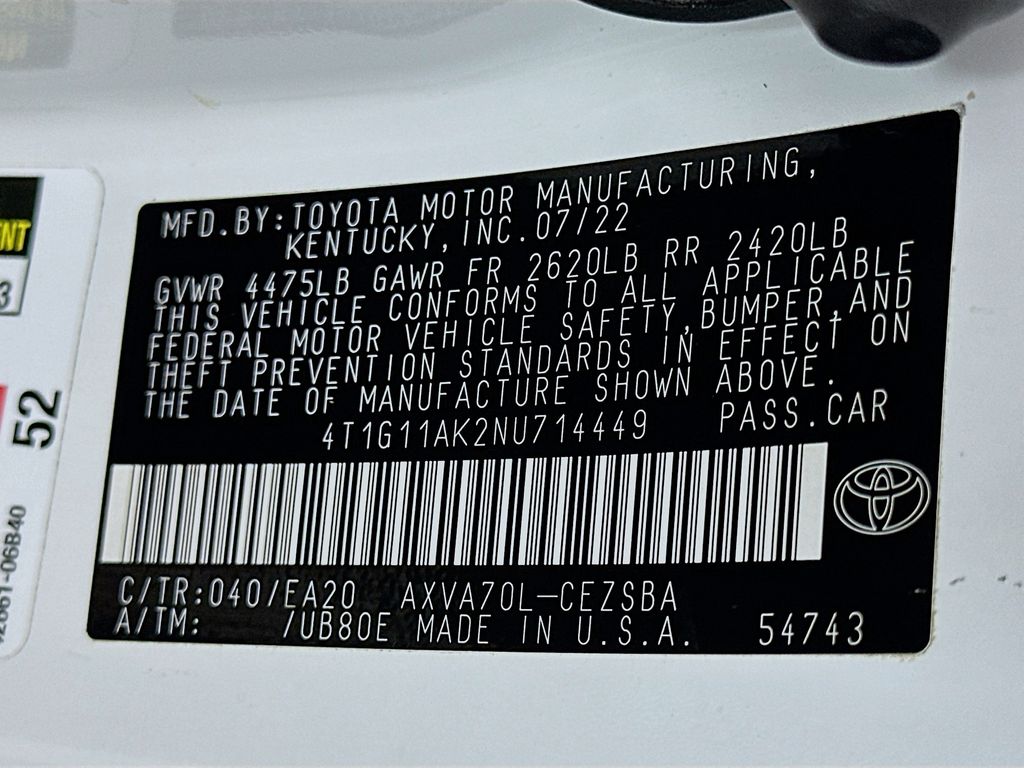 MFD.BY:TOYOTA MOTOR MANUFACTURING,
KENTUCKY,INC.07/22
GVWR 4475LB GAWR FR 2620LB RR 2420LB
THIS VEHICLE CONFORMS TO ALL APPLICABLE
FEDERAL MOTOR VEHICLE SAFETY,BUMPER,AND
THEFT PREVENTION STANDARDS IN EFFECT ON
THE DATE OF MANUFACTURE SHOWN ABOVE.
4T1G11AK2NU714449 PASS.CAR
C/TR:040/EA20 AXVA70L-CEZSBA
A/TM: /UB80E MADE IN U.S.A. 54743
52